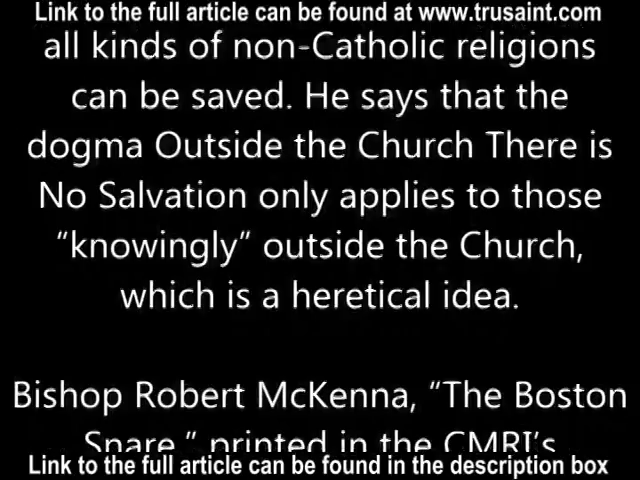 Link to the full article can be found at www.trusaint.com
all kinds of non-Catholic religions
can be saved. He says that the
dogma Outside the Church There is
No Salvation only applies to those
“knowingly” outside the Church,
which is a heretical idea.
Bishop Robert McKenna, “The Boston
Snare,” printed in the CMRI’s
Link to the full article can be found in the description box